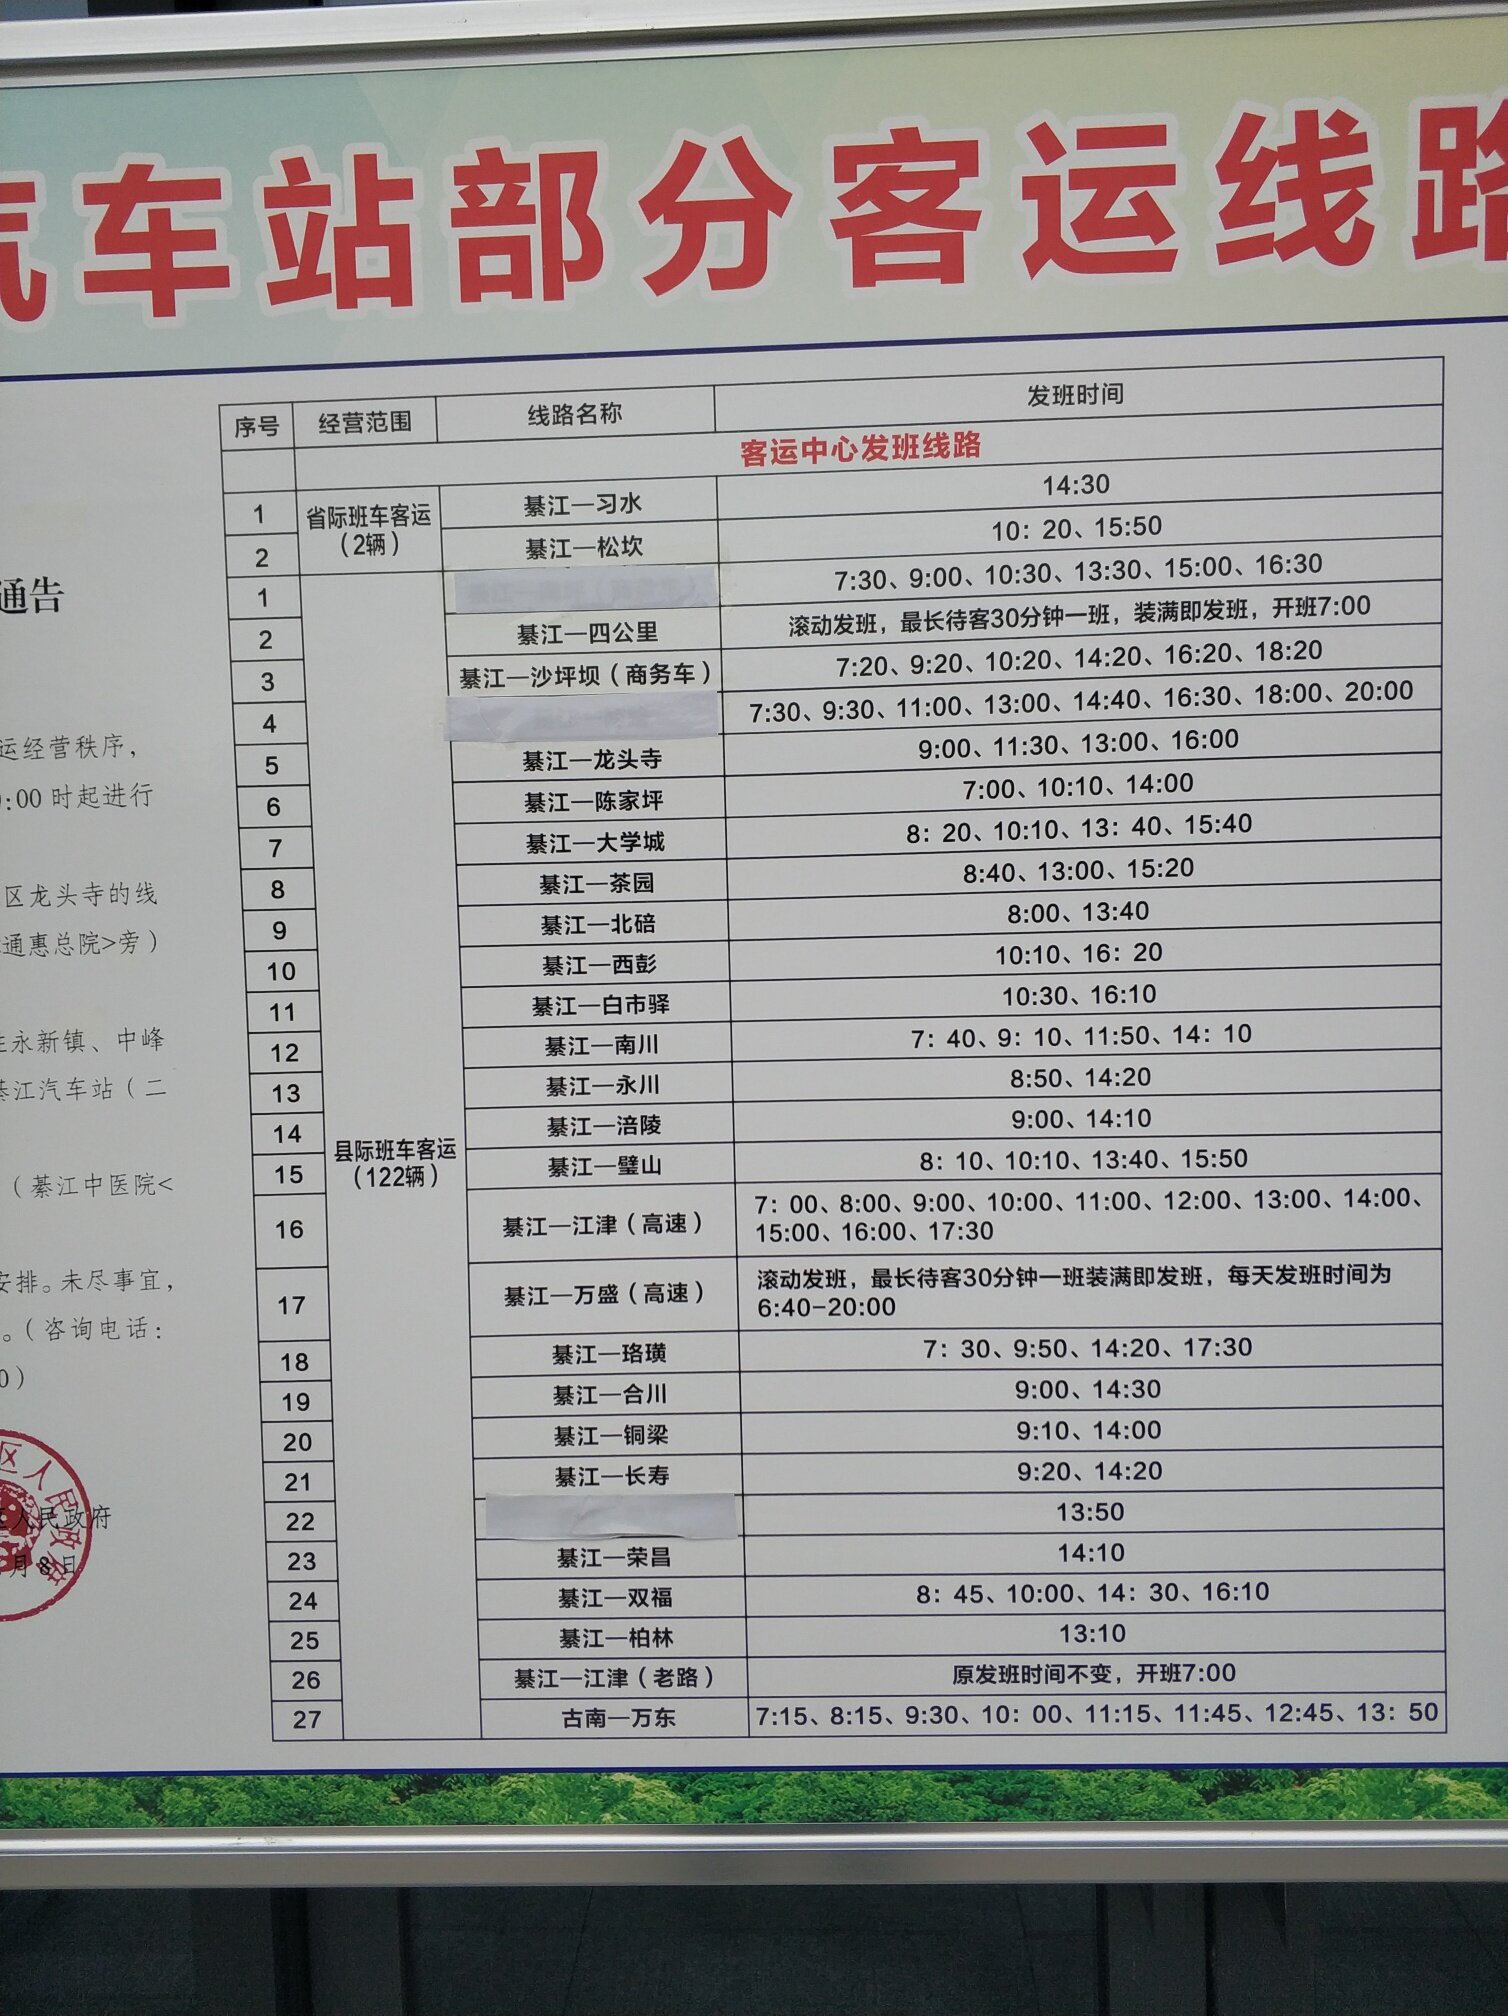 汽车站部分客运线路
通告
运经营秩序，
:00时起进行
区龙头寺的线
通惠总院>旁）
永新镇、中峰
綦江汽车站（二
（綦江中医院<
安排。未尽事宜，
。（咨询电话：
0）
区人民政府
月8日
序号 经营范围 线路名称 发班时间
客运中心发班线路
省际班车客运
（2辆）
1 綦江—习水 14:30
2 綦江—松坎 10：20、15:50
县际班车客运
（122辆）
1 7:30、9:00、10:30、13:30、15:00、16:30
2 綦江—四公里 滚动发班，最长待客30分钟一班，装满即发班，开班7:00
3 綦江—沙坪坝（商务车） 7:20、9:20、10:20、14:20、16:20、18:20
4 7:30、9:30、11:00、13:00、14:40、16:30、18:00、20:00
5 綦江—龙头寺 9:00、11:30、13:00、16:00
6 綦江—陈家坪 7:00、10:10、14:00
7 綦江—大学城 8：20、10:10、13：40、15:40
8 綦江—茶园 8:40、13:00、15:20
9 綦江—北碚 8:00、13:40
10 綦江—西彭 10:10、16：20
11 綦江—白市驿 10:30、16:10
12 綦江—南川 7：40、9：10、11:50、14：10
13 綦江—永川 8:50、14:20
14 綦江—涪陵 9:00、14:10
15 綦江—璧山 8：10、10:10、13:40、15:50
16 綦江—江津（高速） 7：00、8:00、9:00、10:00、11:00、12:00、13:00、14:00、
15:00、16:00、17:30
17 綦江—万盛（高速） 滚动发班，最长待客30分钟一班装满即发班，每天发班时间为
6:40-20:00
18 綦江—珞璜 7：30、9:50、14:20、17:30
19 綦江—合川 9:00、14:30
20 綦江—铜梁 9:10、14:00
21 綦江—长寿 9:20、14:20
22 13:50
23 綦江—荣昌 14:10
24 綦江—双福 8：45、10:00、14：30、16:10
25 綦江—柏林 13:10
26 綦江—江津（老路） 原发班时间不变，开班7:00
27 古南—万东 7:15、8:15、9:30、10：00、11:15、11:45、12:45、13：50